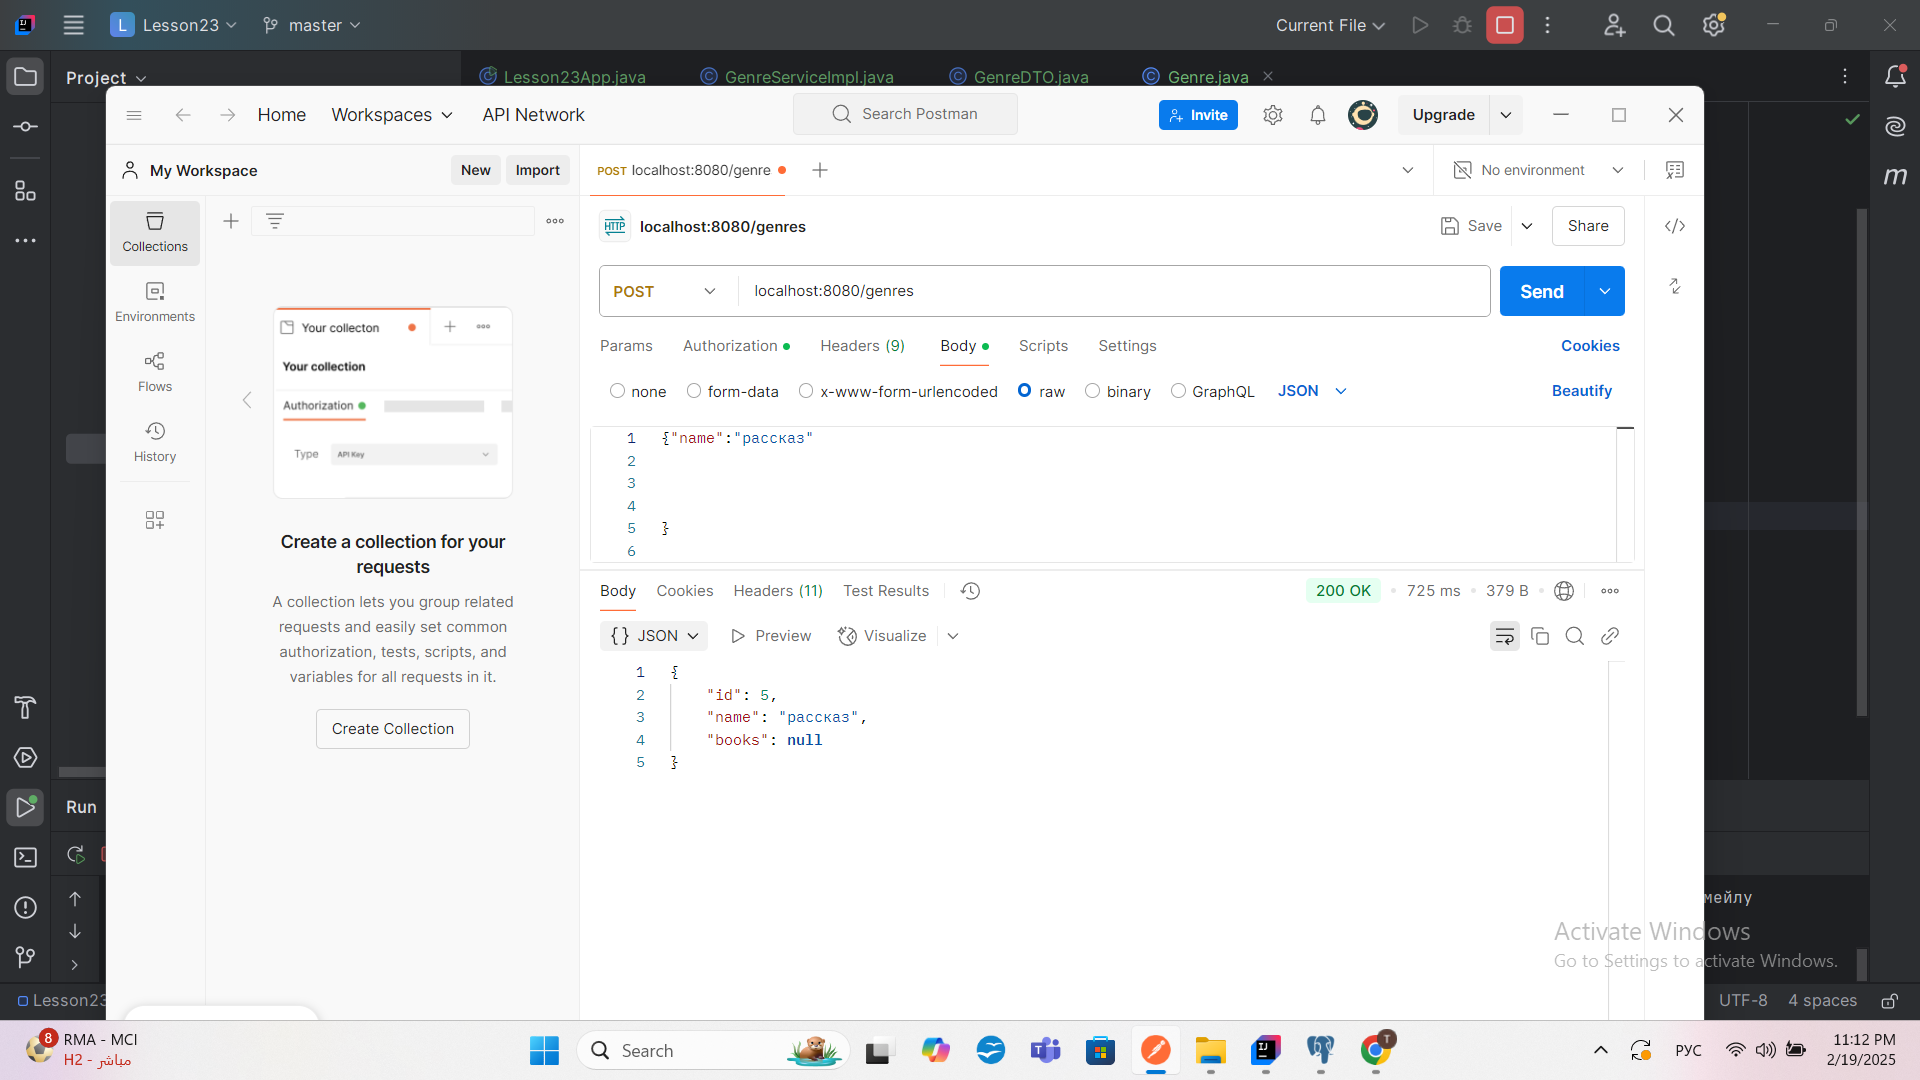 L Lesson23 master Current File
Project Lesson23App.java GenreServiceImpl.java GenreDTO.java Genre.java
Home Workspaces API Network Search Postman Invite Upgrade
My Workspace New Import POST localhost:8080/genre No environment
Collections
Environments
Flows
History
Your collecton
Your collection
Authorization
Type API Key
Create a collection for your
requests
A collection lets you group related
requests and easily set common
authorization, tests, scripts, and
variables for all requests in it.
Create Collection
HTTP localhost:8080/genres Save Share
POST localhost:8080/genres Send
Params Authorization Headers (9) Body Scripts Settings Cookies
none form-data x-www-form-urlencoded raw binary GraphQL JSON Beautify
1 {"name":"рассказ"
2
3
4
5 }
6
Body Cookies Headers (11) Test Results 200 OK 725 ms 379 B
{} JSON Preview Visualize
1 {
2 "id": 5,
3 "name": "рассказ",
4 "books": null
5 }
Run
мейлу
Activate Windows
Go to Settings to activate Windows.
Lesson23 UTF-8 4 spaces
8 RMA - MCI
H2 - مباشر
Search
T
РУС
11:12 PM
2/19/2025